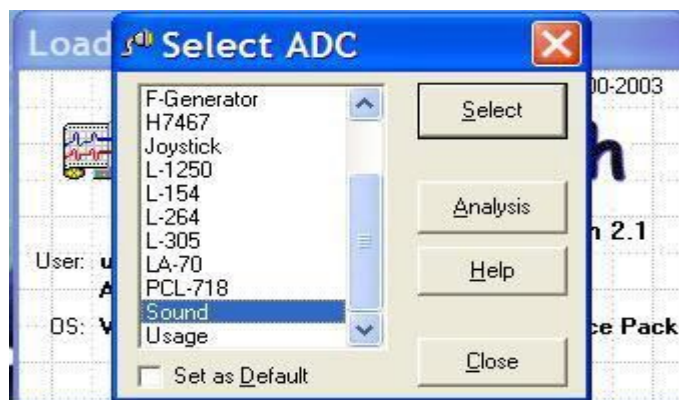 Load
Select ADC
00-2003
F-Generator
H7467
Joystick
L-1250
L-154
L-264
L-305
LA-70
PCL-718
Sound
Usage
Set as Default
Select
Analysis
Help
Close
h
n 2.1
User: u
A
OS: V
ce Pack